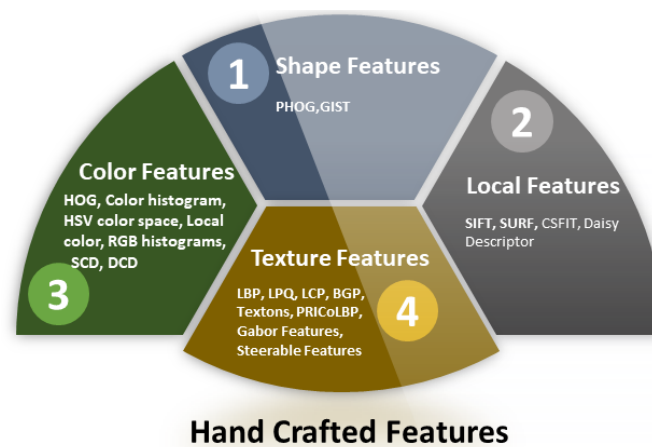 1
Shape Features
PHOG,GIST
2
Local Features
SIFT, SURF, CSFIT, Daisy
Descriptor
Color Features
HOG, Color histogram,
HSV color space, Local
color, RGB histograms,
SCD, DCD
3
Texture Features
LBP, LPQ, LCP, BGP,
Textons, PRICoLBP,
Gabor Features,
Steerable Features
4
Hand Crafted Features